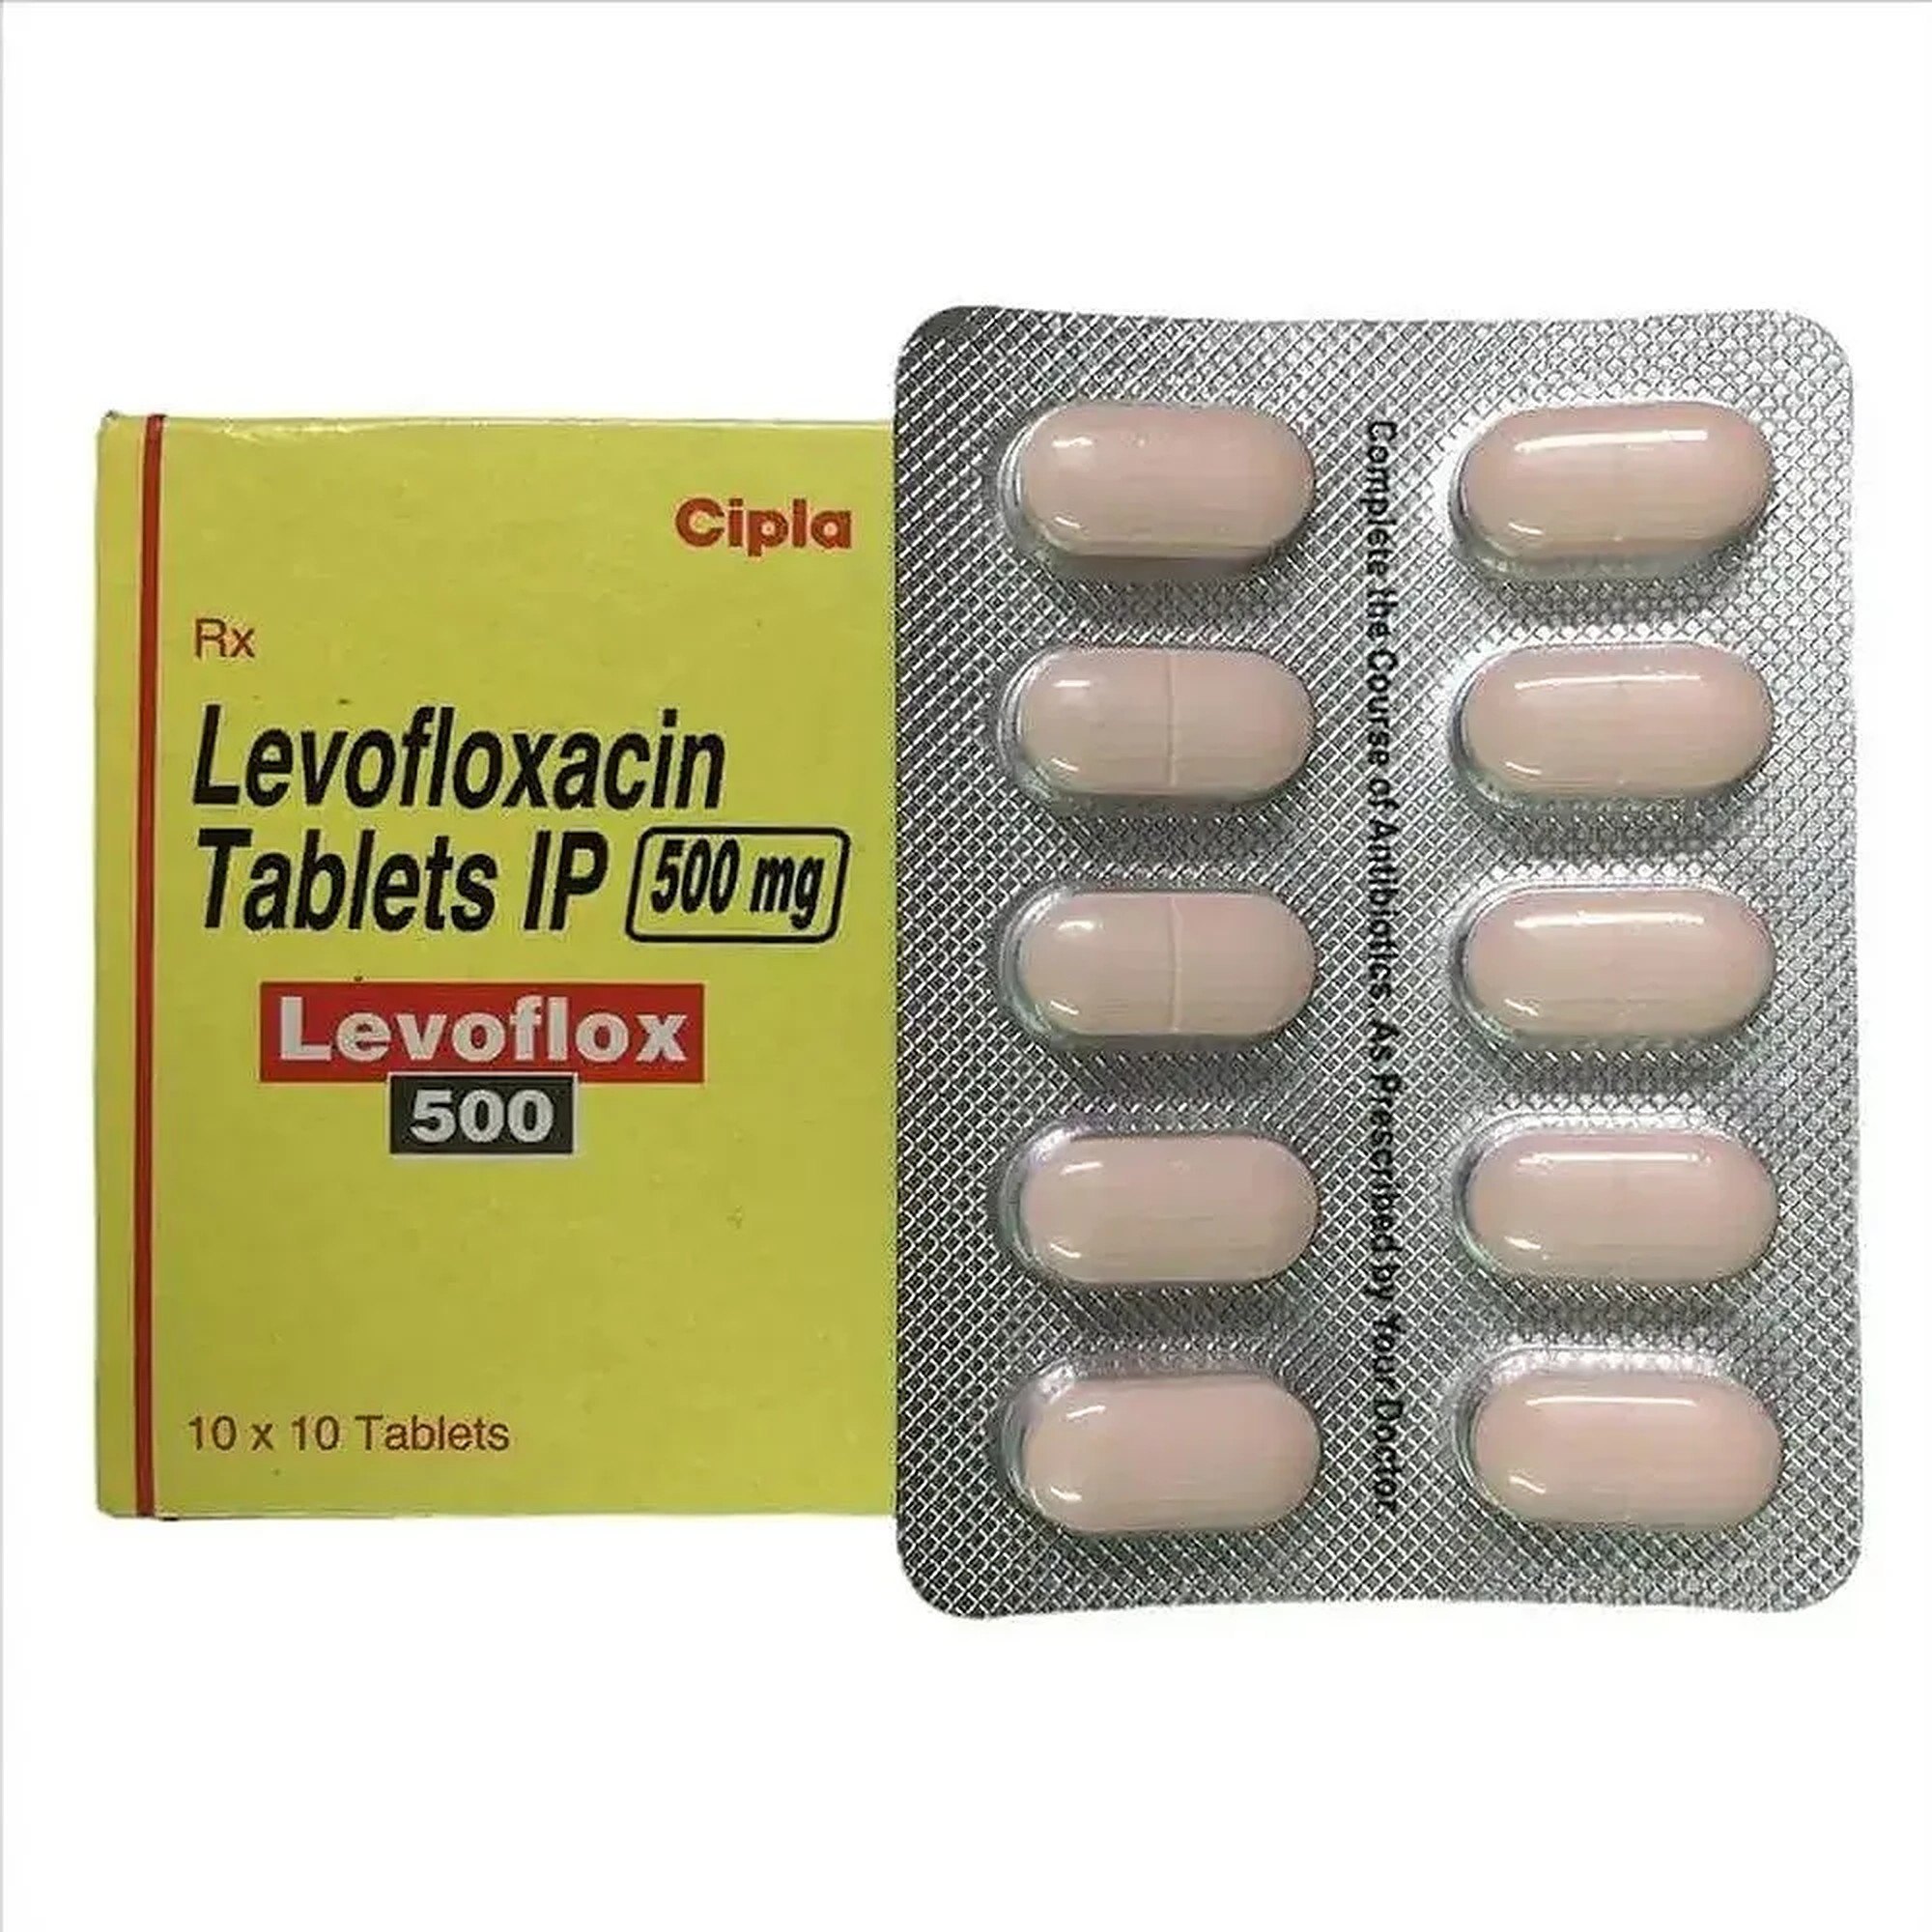 Cipla
Rx
Levofloxacin
Tablets IP 500 mg
Levoflox
500
10 x 10 Tablets
Complete the Course of Antibiotics As Prescribed by Your Doctor